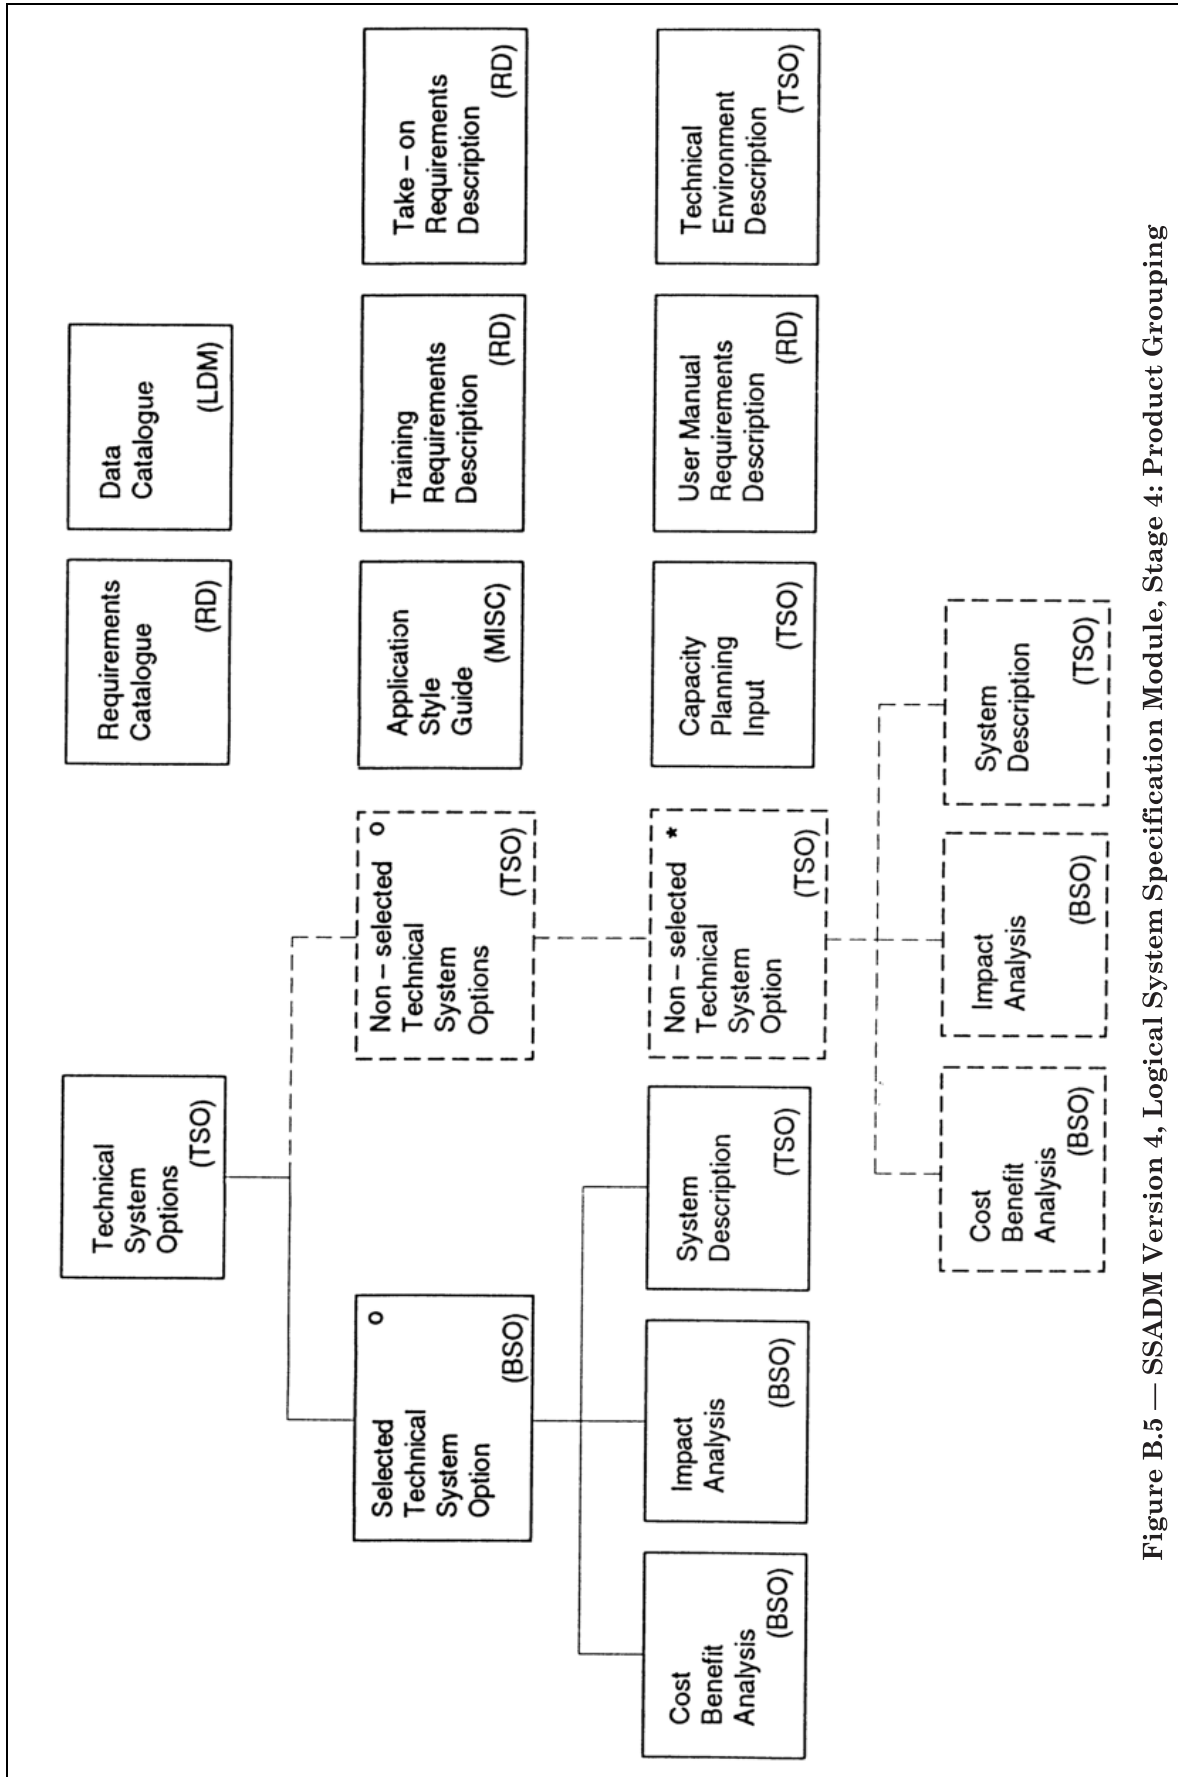 Technical
System
Options
(TSO)
Requirements
Catalogue
(RD)
Data
Catalogue
(LDM)
Selected o
Technical
System
Option
(BSO)
Non – selected o
Technical
System
Options
(TSO)
Application
Style
Guide
(MISC)
Training
Requirements
Description
(RD)
Take – on
Requirements
Description
(RD)
Cost
Benefit
Analysis
(BSO)
Impact
Analysis
(BSO)
System
Description
(TSO)
Non – selected *
Technical
System
Option
(TSO)
Capacity
Planning
Input
(TSO)
User Manual
Requirements
Description
(RD)
Technical
Environment
Description
(TSO)
Cost
Benefit
Analysis
(BSO)
Impact
Analysis
(BSO)
System
Description
(TSO)
Figure B.5 — SSADM Version 4, Logical System Specification Module, Stage 4: Product Grouping